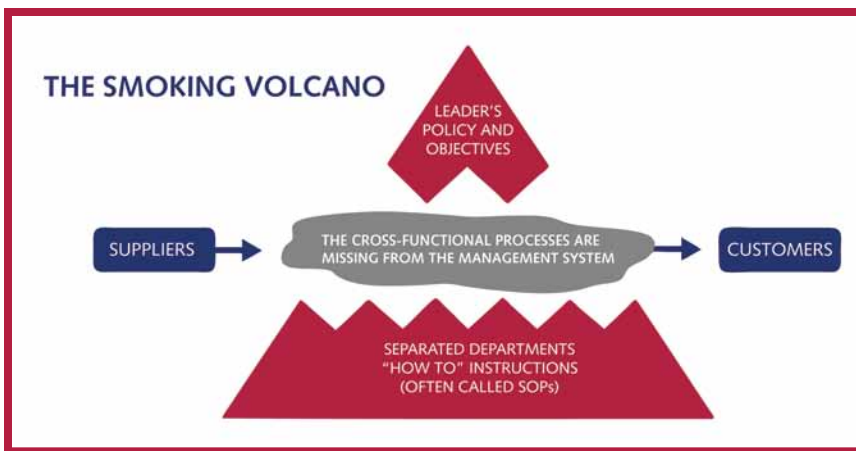 THE SMOKING VOLCANO
LEADER'S
POLICY AND
OBJECTIVES
SUPPLIERS
THE CROSS-FUNCTIONAL PROCESSES ARE
MISSING FROM THE MANAGEMENT SYSTEM
CUSTOMERS
SEPARATED DEPARTMENTS
“HOW TO” INSTRUCTIONS
(OFTEN CALLED SOPs)